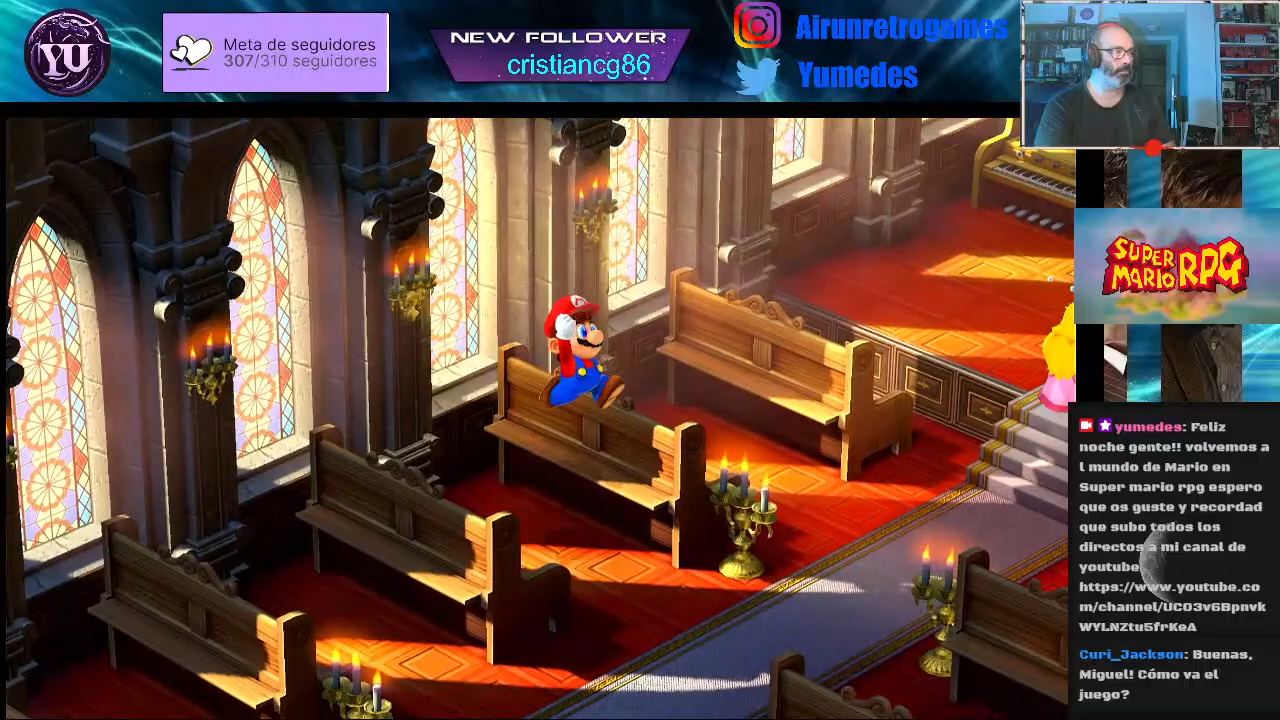 YU
Meta de seguidores
307/310 seguidores
NEW FOLLOWER
cristiancg86
Airunretrogames
Yumedes
M
SUPER
MARIO RPG
yumedes: Feliz
noche gente!! volvemos a
l mundo de Mario en
Super mario rpg espero
que os guste y recordad
que subo todos los
directos a mi canal de
youtube
https://www.youtube.co
m/channel/UC03v6Bpnvk
WYLNZtu5frKeA
Curi_Jackson: Buenas,
Miguel! Cómo va el
juego?